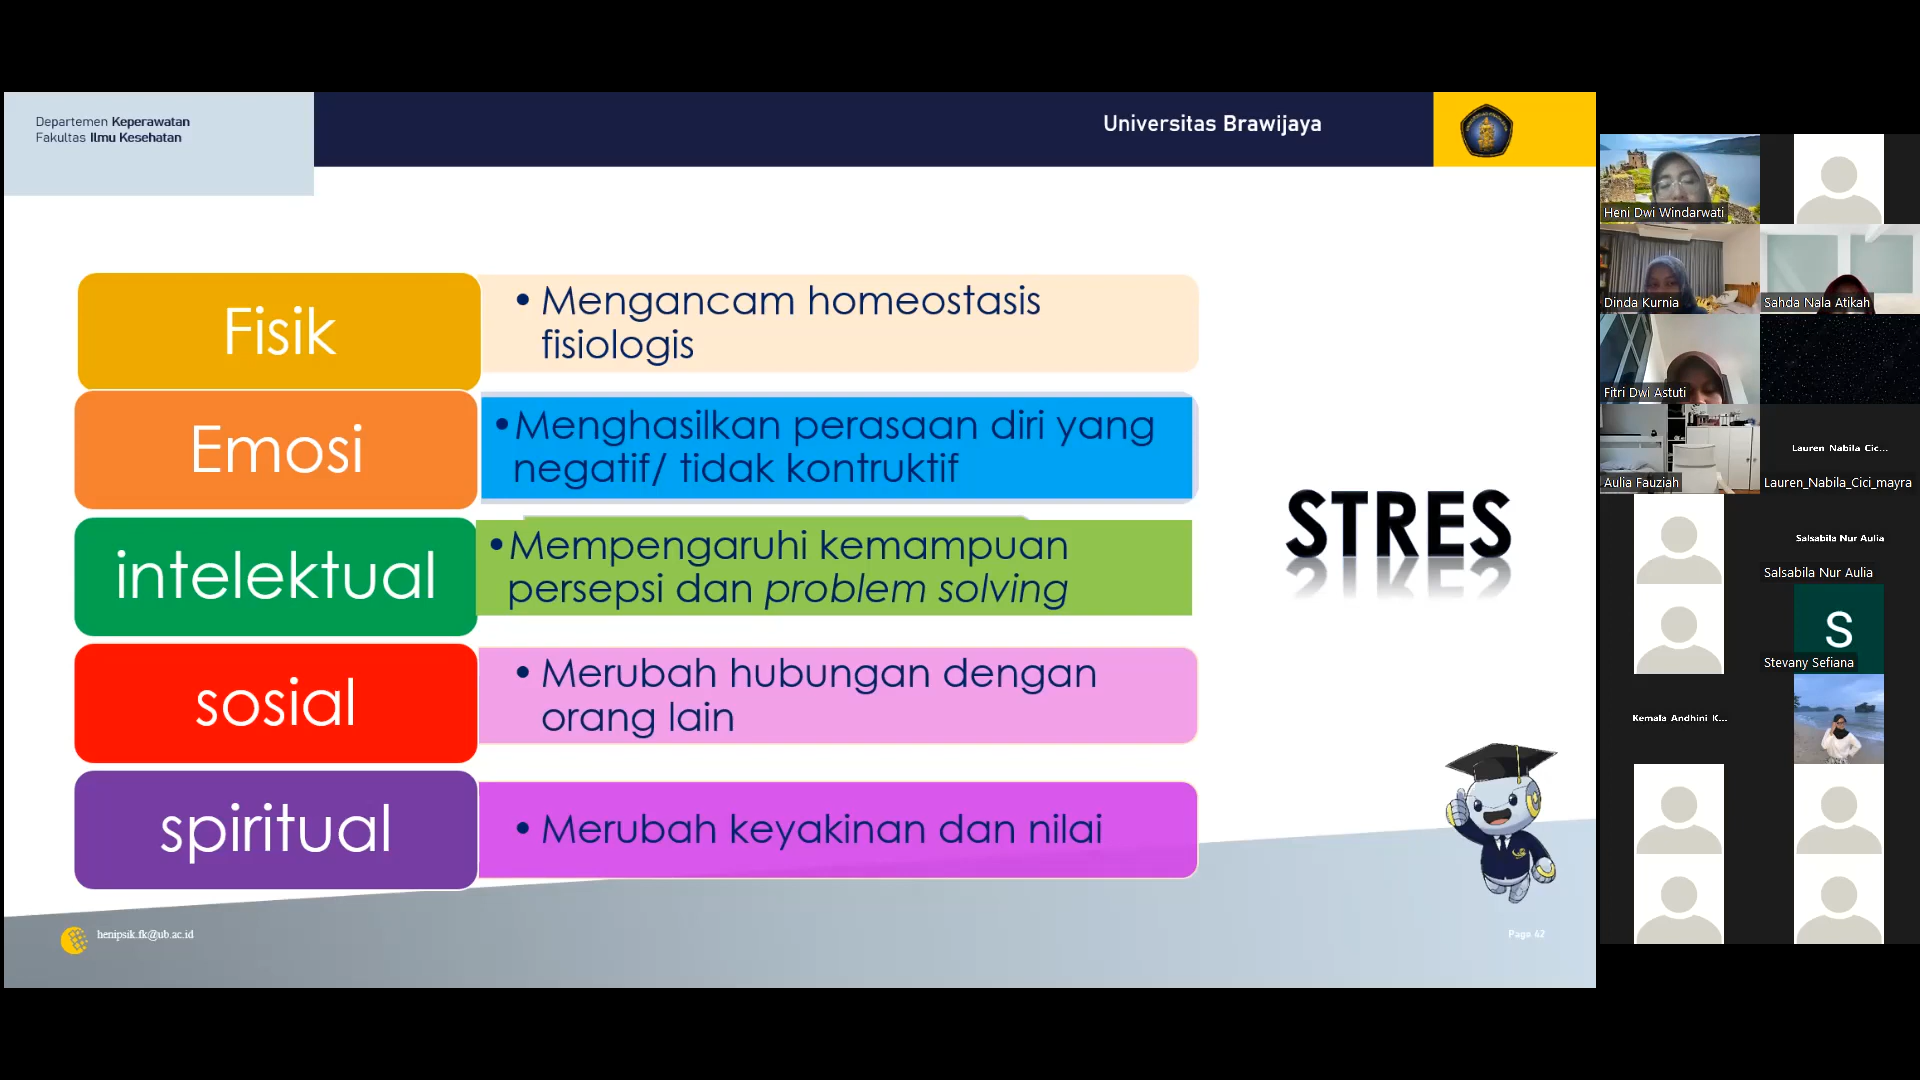 Departemen Keperawatan
Fakultas Ilmu Kesehatan
Universitas Brawijaya
Fisik
• Mengancam homeostasis
fisiologis
Emosi
•Menghasilkan perasaan diri yang
negatif/ tidak kontruktif
intelektual
•Mempengaruhi kemampuan
persepsi dan problem solving
sosial
• Merubah hubungan dengan
orang lain
spiritual
• Merubah keyakinan dan nilai
STRES
henipsik.fk@ub.ac.id
Page 42
Heni Dwi Windarwati
Dinda Kurnia
Sahda Nala Atikah
Fitri Dwi Astuti
Aulia Fauziah
Lauren Nabila Cic...
Lauren_Nabila_Cici_mayra
Salsabila Nur Aulia
Salsabila Nur Aulia
S
Stevany Sefiana
Kemala Andhini K...